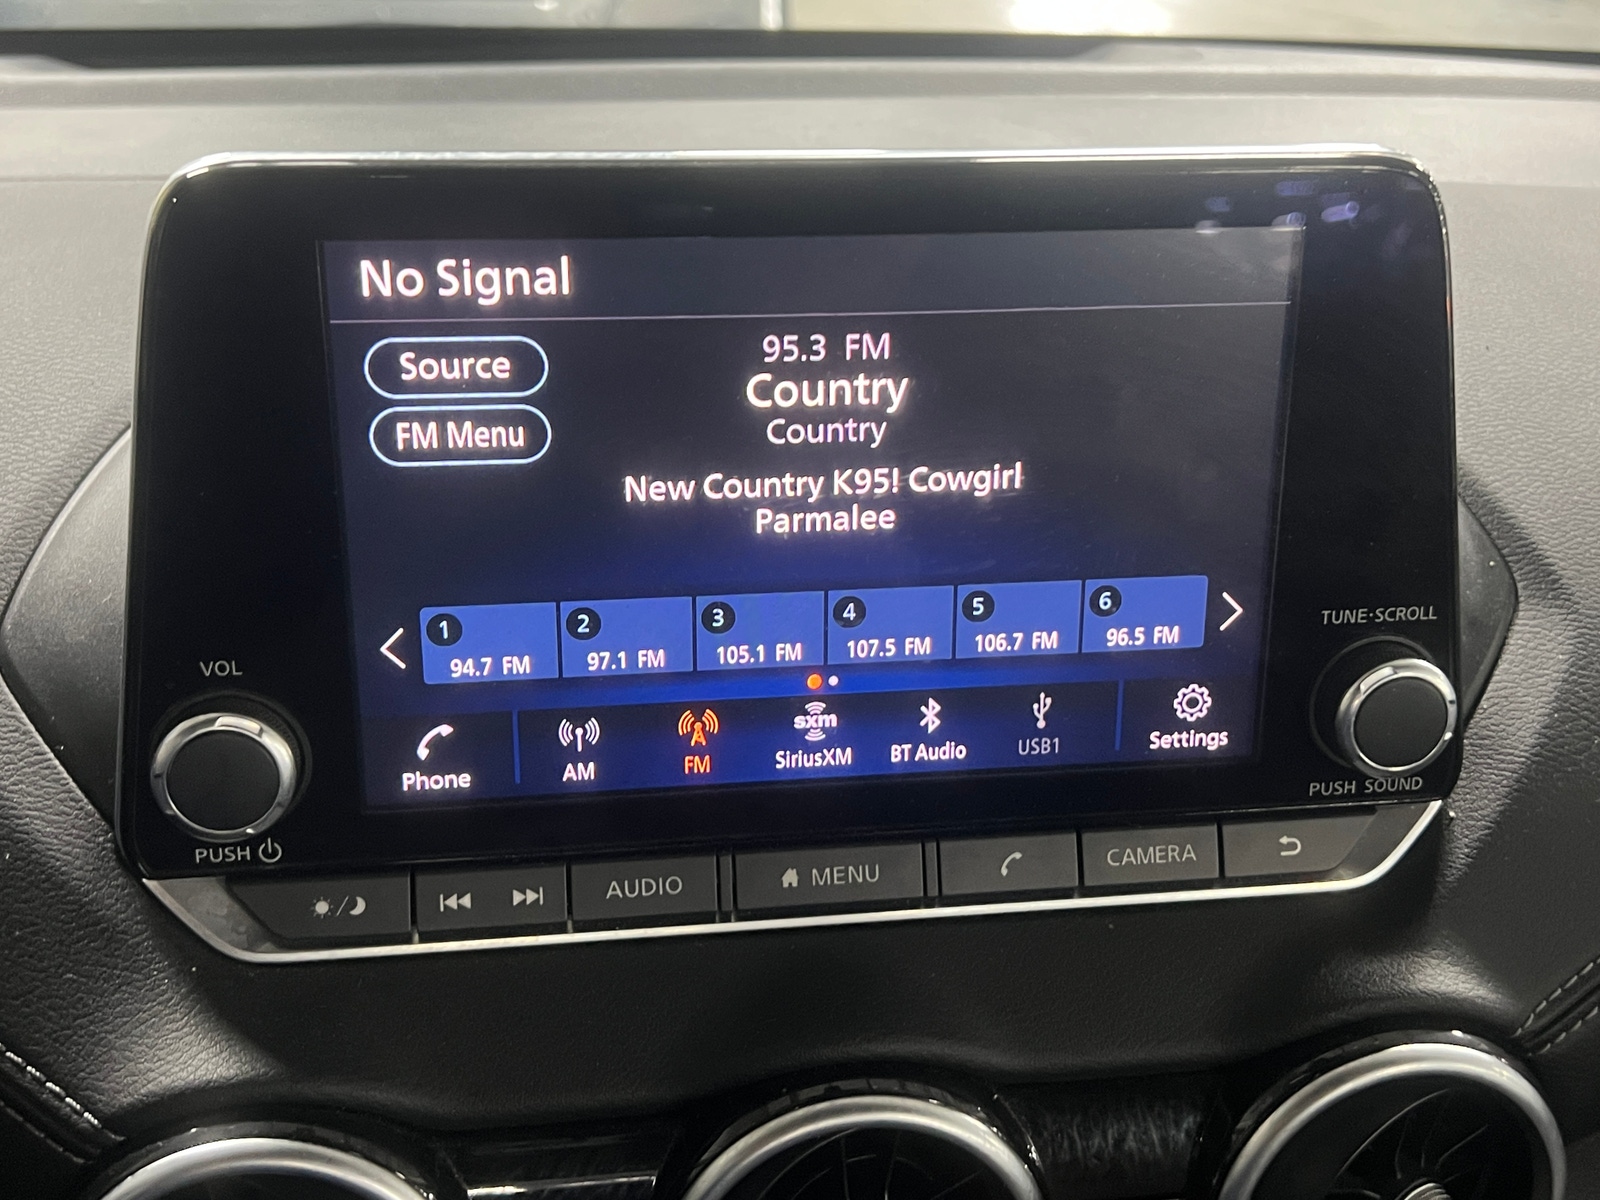 No Signal
Source
FM Menu
95.3 FM
Country
Country
New Country K95! Cowgirl
Parmalee
1 94.7 FM
2 97.1 FM
3 105.1 FM
4 107.5 FM
5 106.7 FM
6 96.5 FM
Phone
AM
FM
sxm
SiriusXM
BT Audio
USB1
Settings
VOL
PUSH
TUNE·SCROLL
PUSH SOUND
AUDIO
MENU
CAMERA